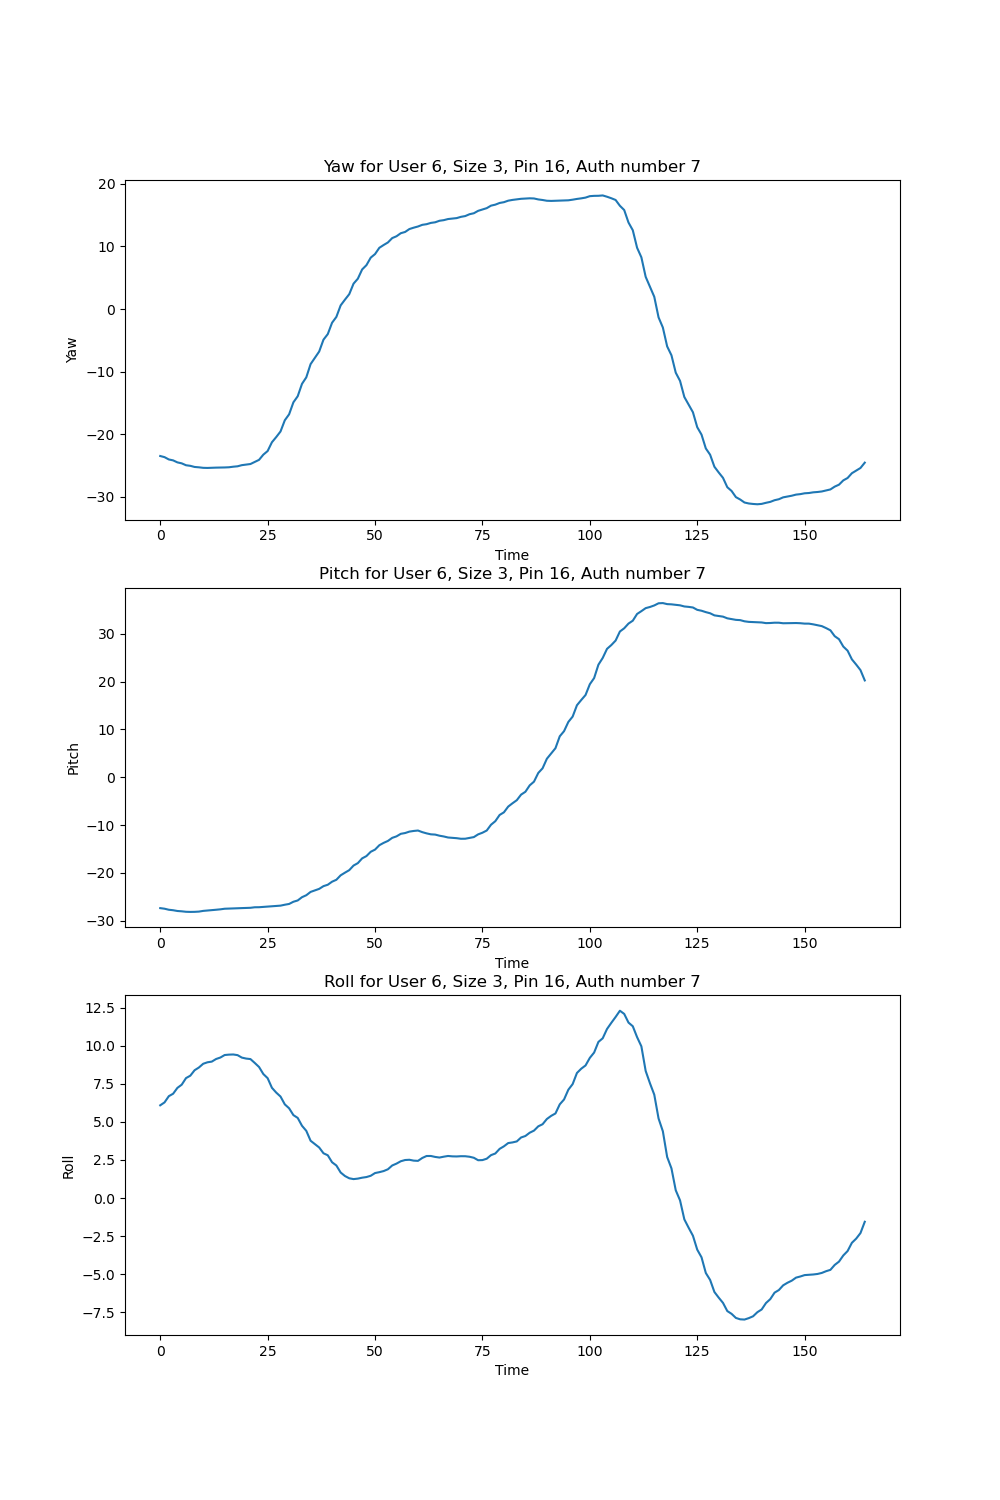 Yaw for User 6, Size 3, Pin 16, Auth number 7
20
10
0
−10
−20
−30
Yaw
0 25 50 75 100 125 150
Time
Pitch for User 6, Size 3, Pin 16, Auth number 7
30
20
10
0
−10
−20
−30
Pitch
0 25 50 75 100 125 150
Time
Roll for User 6, Size 3, Pin 16, Auth number 7
12.5
10.0
7.5
5.0
2.5
0.0
−2.5
−5.0
−7.5
Roll
0 25 50 75 100 125 150
Time